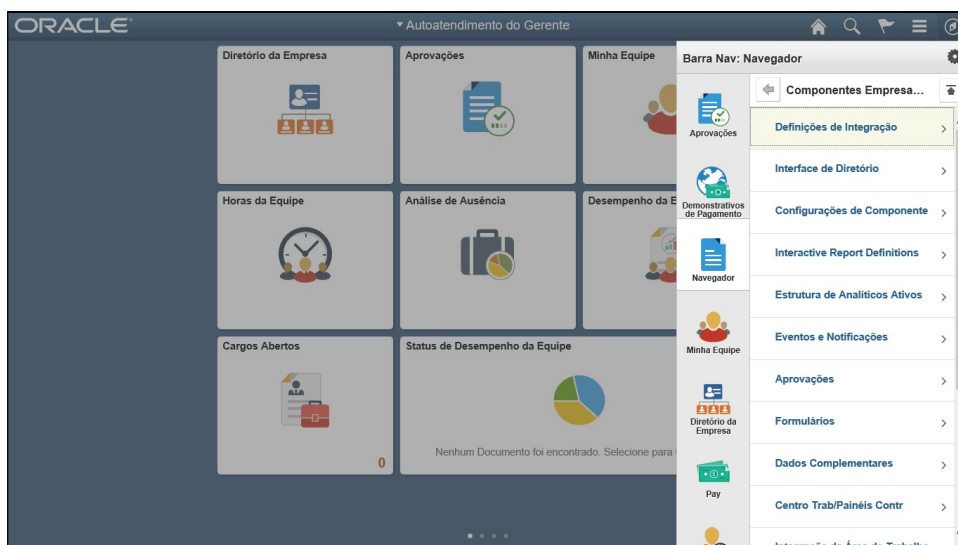 ORACLE
Autoatendimento do Gerente
Diretório da Empresa
Aprovações
Minha Equipe
Horas da Equipe
Análise de Ausência
Desempenho da E
Cargos Abertos
0
Status de Desempenho da Equipe
Nenhum Documento foi encontrado. Selecione para
Barra Nav: Navegador
Aprovações
Demonstrativos
de Pagamento
Navegador
Minha Equipe
Diretório da
Empresa
Pay
Componentes Empresa...
Definições de Integração
Interface de Diretório
Configurações de Componente
Interactive Report Definitions
Estrutura de Analíticos Ativos
Eventos e Notificações
Aprovações
Formulários
Dados Complementares
Centro Trab/Painéis Contr